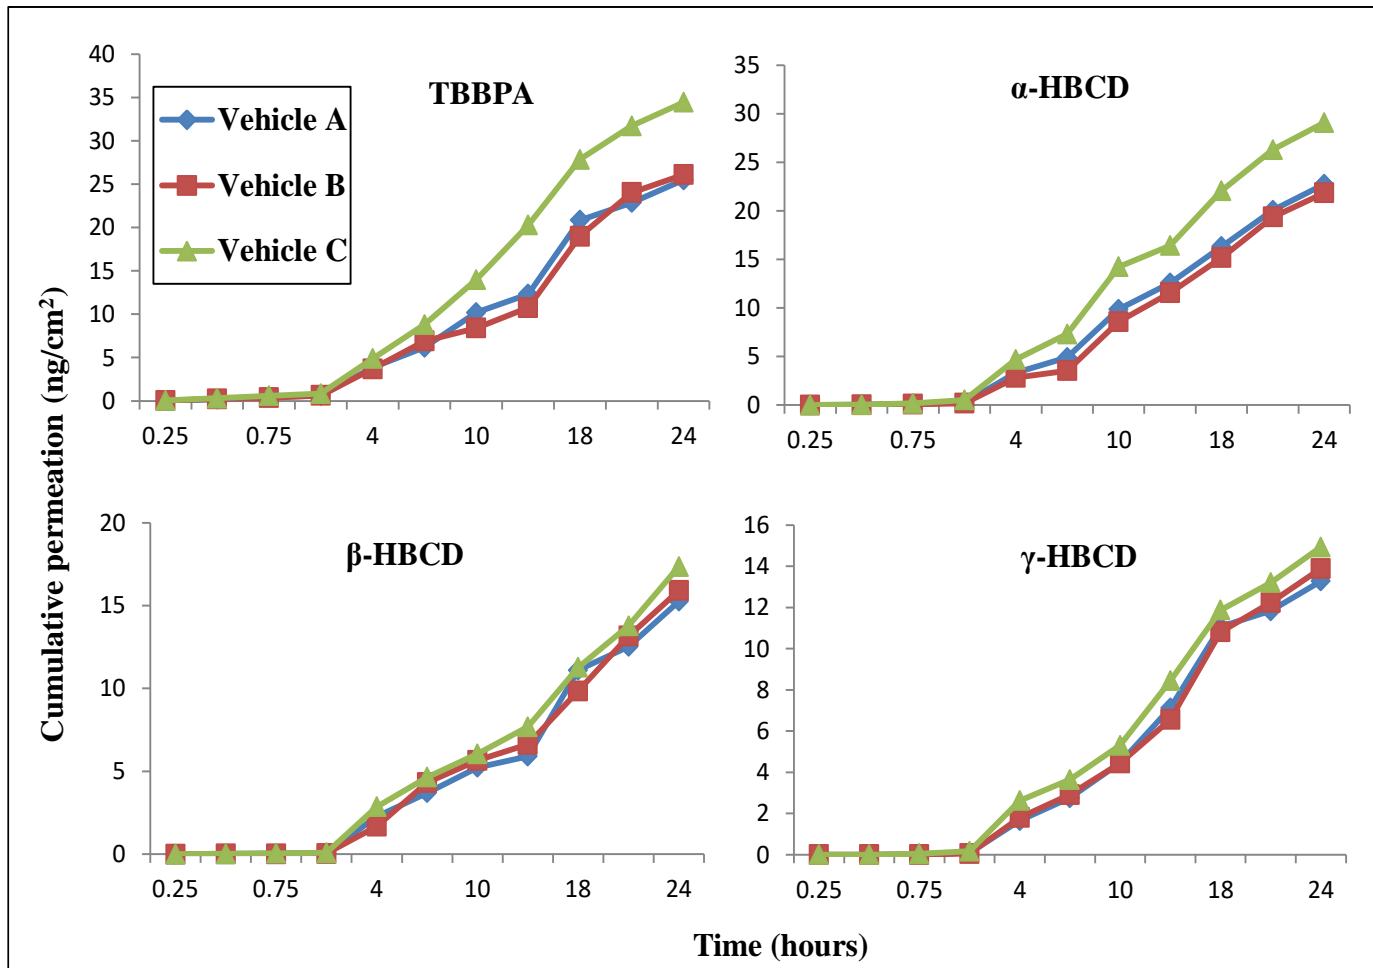 TBBPA
40
35
30
25
20
15
10
5
0
0.25 0.75 4 10 18 24
Vehicle A
Vehicle B
Vehicle C
α-HBCD
35
30
25
20
15
10
5
0
0.25 0.75 4 10 18 24
Cumulative permeation (ng/cm²)
β-HBCD
20
15
10
5
0
0.25 0.75 4 10 18 24
γ-HBCD
16
14
12
10
8
6
4
2
0
0.25 0.75 4 10 18 24
Time (hours)